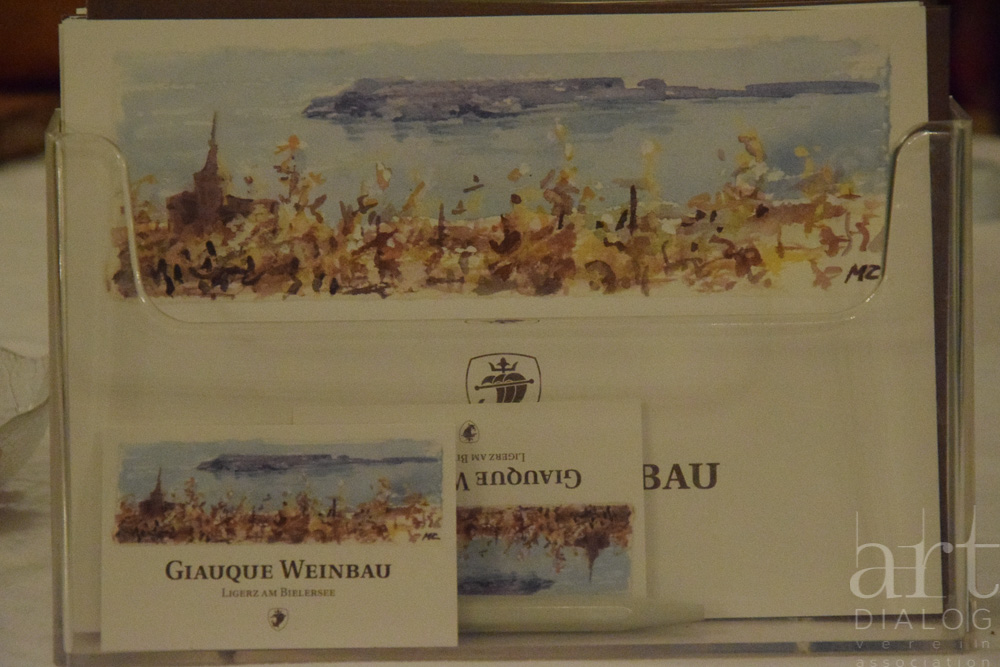 MZ
BAU
LIGERZ AM BI
GIAUQUE W
MZ
GIAUQUE WEINBAU
LIGERZ AM BIELERSEE
art
DIALOG
verein
association